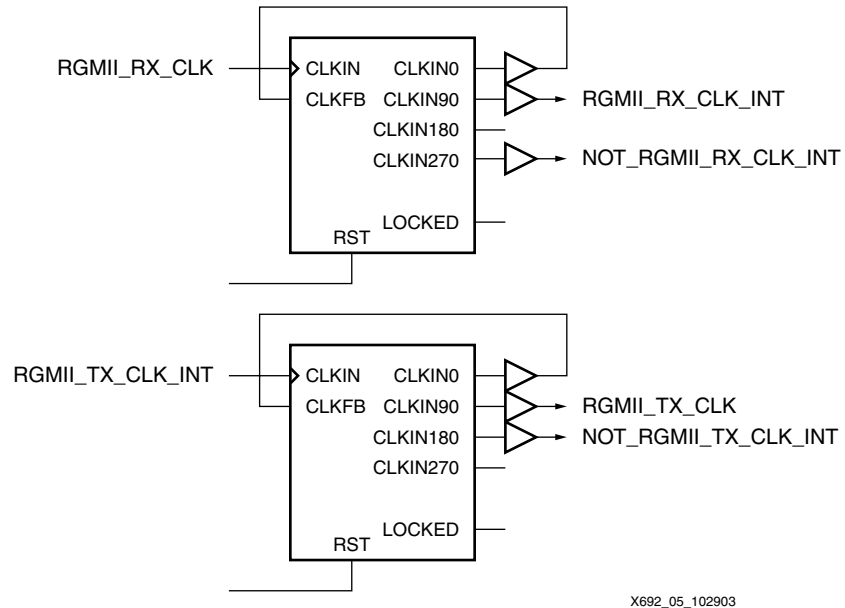 RGMII_RX_CLK
CLKIN CLKIN0
CLKFB CLKIN90
RGMII_RX_CLK_INT
CLKIN180
CLKIN270
NOT_RGMII_RX_CLK_INT
LOCKED
RST
RGMII_TX_CLK_INT
CLKIN CLKIN0
CLKFB CLKIN90
RGMII_TX_CLK
CLKIN180
NOT_RGMII_TX_CLK_INT
CLKIN270
LOCKED
RST
X692_05_102903